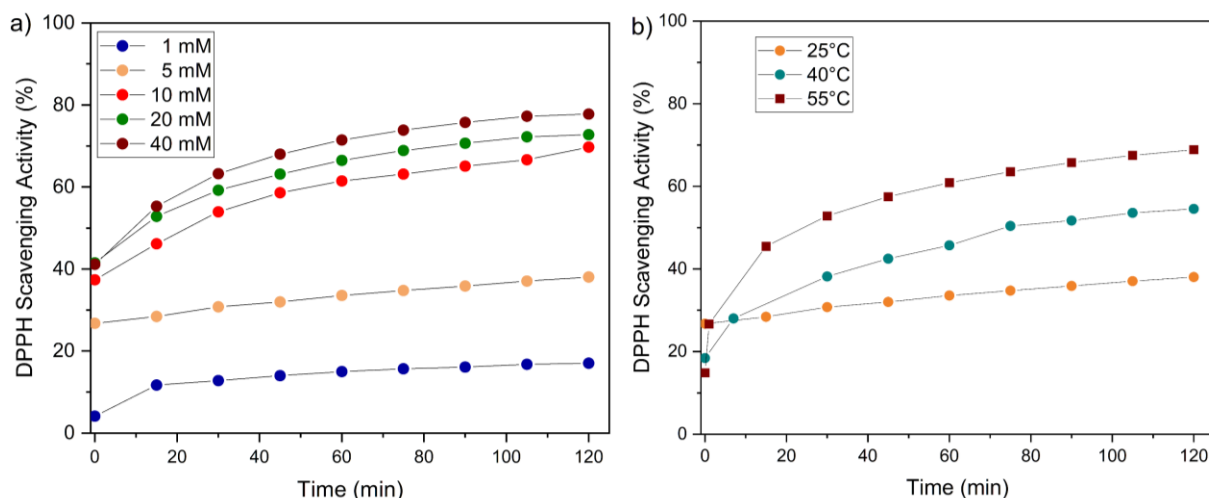 a)
1 mM
5 mM
10 mM
20 mM
40 mM
DPPH Scavenging Activity (%)
100
80
60
40
20
0
0 20 40 60 80 100 120
Time (min)
b)
25°C
40°C
55°C
DPPH Scavenging Activity (%)
100
80
60
40
20
0
0 20 40 60 80 100 120
Time (min)